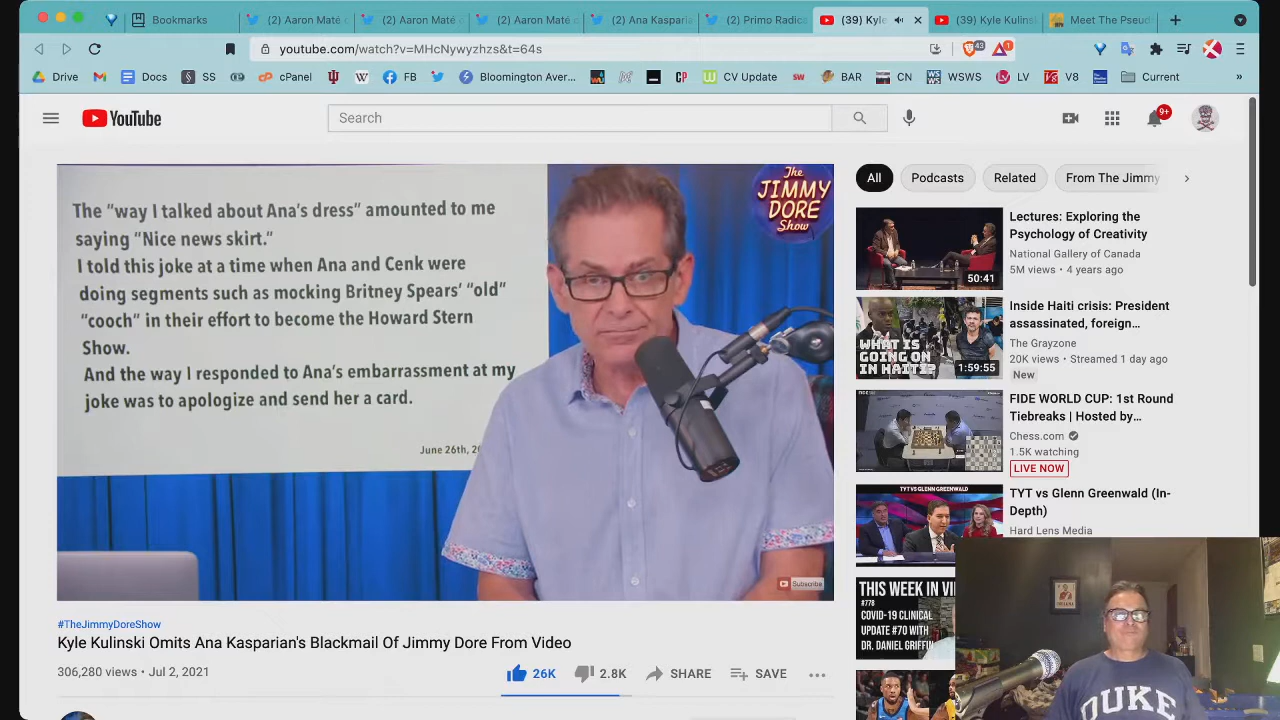 Bookmarks
(2) Aaron Maté
(2) Aaron Maté
(2) Aaron Maté
(2) Ana Kaspari
(2) Primo Radica
(39) Kyle
(39) Kyle Kulins
Meet The Pseud
youtube.com/watch?v=MHcNywyzhzs&t=64s
43
1
Drive
Docs
SS
cPanel
FB
Bloomington Aver...
CV Update
BAR
CN
WSWS
LV
V8
Current
»
YouTube
Search
9+
The "way I talked about Ana's dress" amounted to me
saying "Nice news skirt."
I told this joke at a time when Ana and Cenk were
doing segments such as mocking Britney Spears' "old"
"cooch" in their effort to become the Howard Stern
Show.
And the way I responded to Ana's embarrassment at my
joke was to apologize and send her a card.
June 26th,
The
JIMMY
DORE
Show
Subscribe
#TheJimmyDoreShow
Kyle Kulinski Omits Ana Kasparian's Blackmail Of Jimmy Dore From Video
306,280 views • Jul 2, 2021
26K
2.8K
SHARE
SAVE
All
Podcasts
Related
From The Jimmy
50:41
Lectures: Exploring the
Psychology of Creativity
National Gallery of Canada
5M views • 4 years ago
WHAT IS
GOING ON
IN HAITI?
1:59:55
Inside Haiti crisis: President
assassinated, foreign...
The Grayzone
20K views • Streamed 1 day ago
New
FIDE WORLD CUP: 1st Round
Tiebreaks | Hosted by...
Chess.com
1.5K watching
LIVE NOW
TYT VS GLENN GREENWALD
TYT vs Glenn Greenwald (In-
Depth)
Hard Lens Media
THIS WEEK IN VI
#778
COVID-19 CLINICAL
UPDATE #70 WITH
DR. DANIEL GRIFFI
DUKE